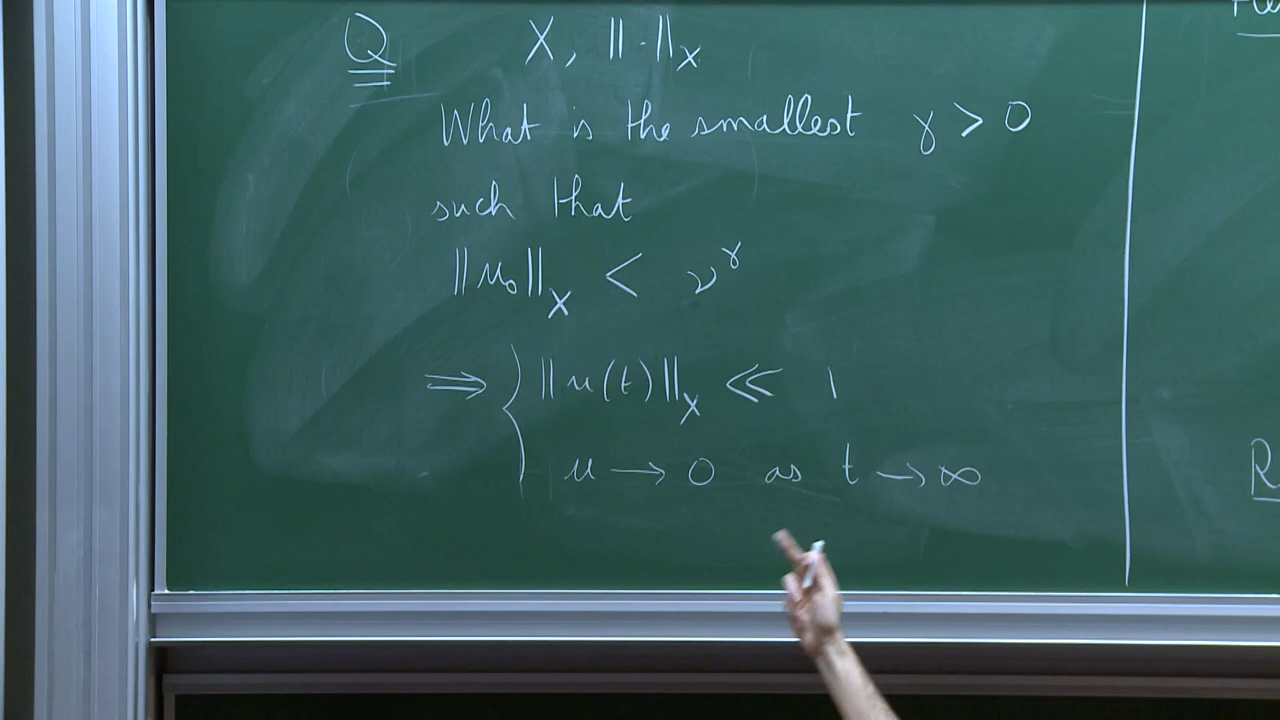 Q X, ||·||_X
What is the smallest γ > 0
such that
||u₀||_X < ν^γ
⇒ { ||u(t)||_X ≪ 1
u → 0 as t → ∞
R